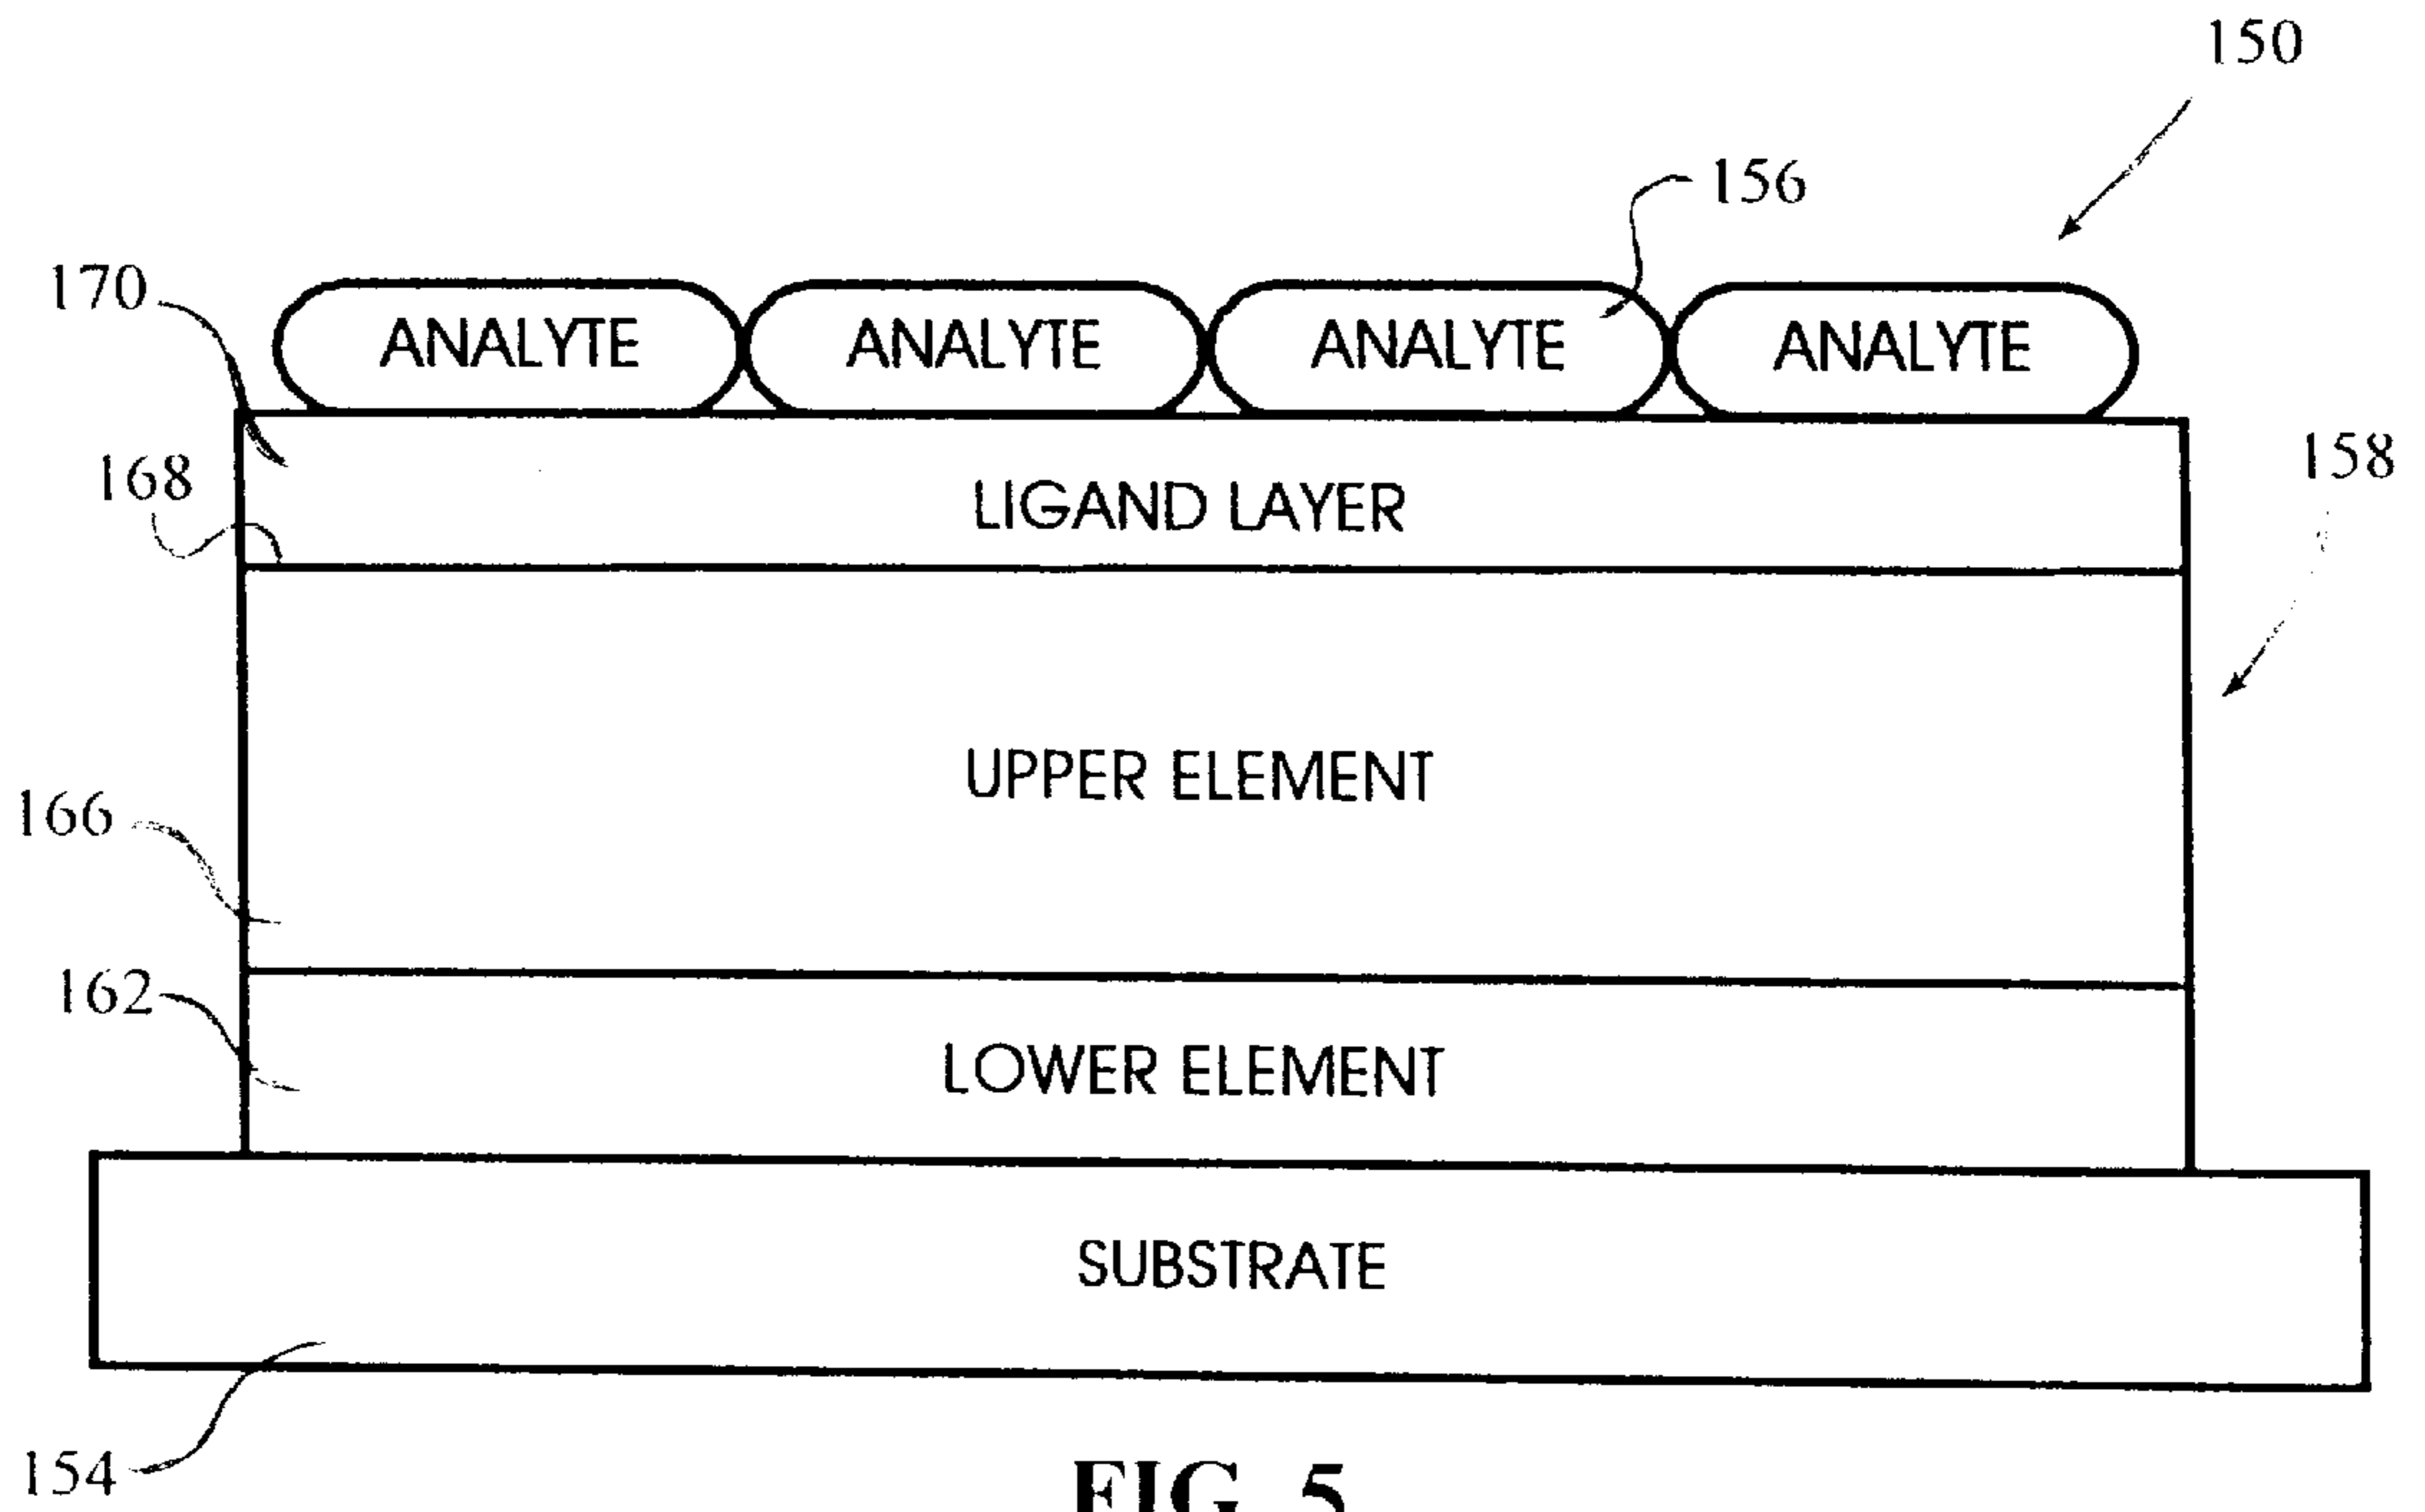 150
156
170
ANALYTE ANALYTE ANALYTE ANALYTE
158
168
LIGAND LAYER
UPPER ELEMENT
166
162
LOWER ELEMENT
SUBSTRATE
154
FIG. 5